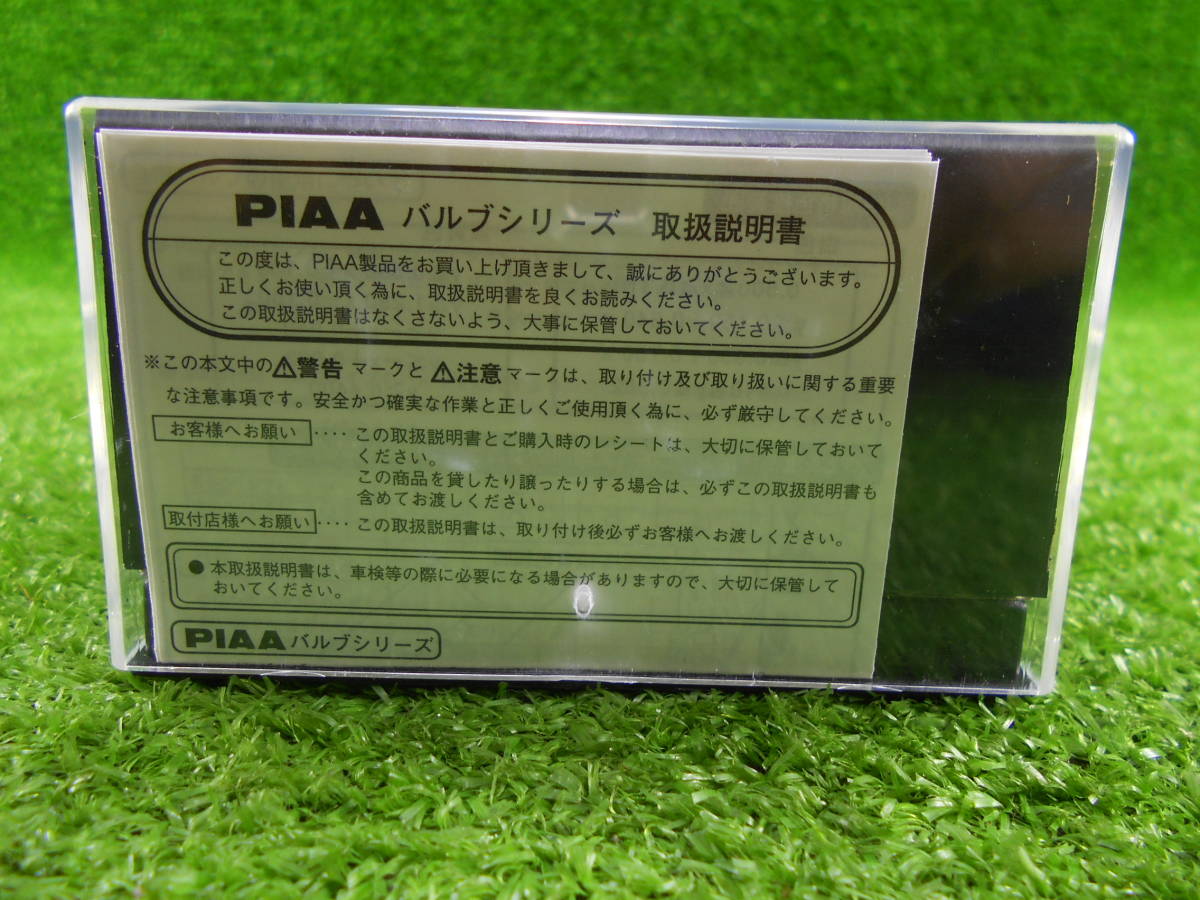 PIAA バルブシリーズ 取扱説明書
この度は、PIAA製品をお買い上げ頂きまして、誠にありがとうございます。
正しくお使い頂く為に、取扱説明書を良くお読みください。
この取扱説明書はなくさないよう、大事に保管しておいてください。
※この本文中の⚠警告 マークと ⚠注意マークは、取り付け及び取り扱いに関する重要
な注意事項です。安全かつ確実な作業と正しくご使用頂く為に、必ず厳守してください。
お客様へお願い ‥‥ この取扱説明書とご購入時のレシートは、大切に保管しておいて
ください。
この商品を貸したり譲ったりする場合は、必ずこの取扱説明書も
含めてお渡しください。
取付店様へお願い ‥‥ この取扱説明書は、取り付け後必ずお客様へお渡しください。
● 本取扱説明書は、車検等の際に必要になる場合がありますので、大切に保管して
おいてください。
PIAA バルブシリーズ